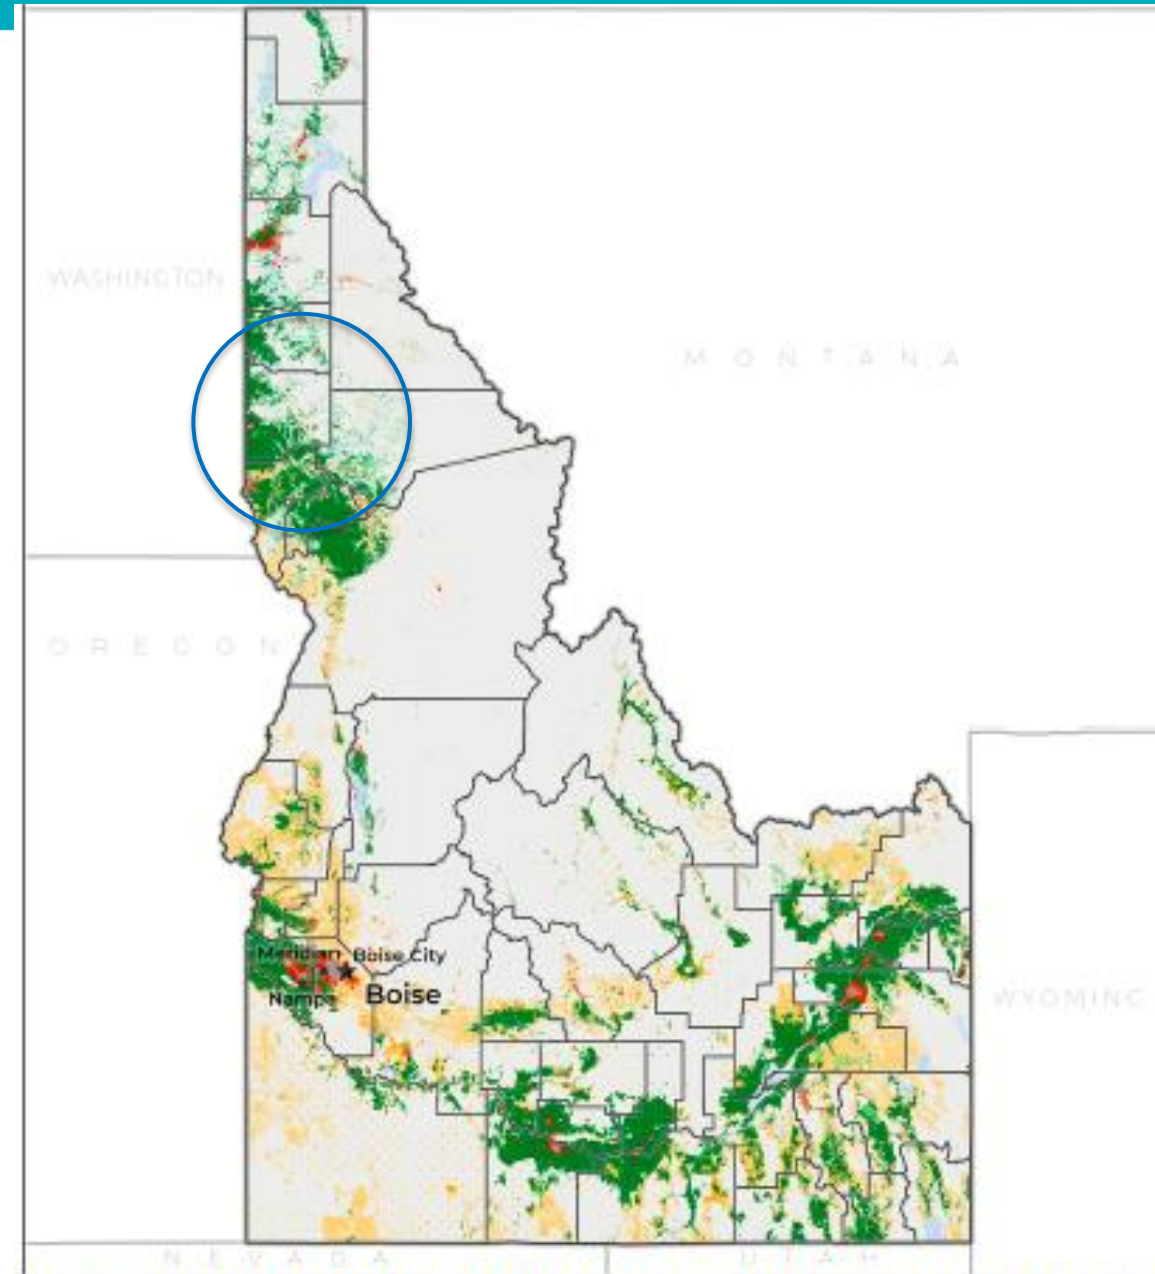 WASHINGTON
MONTANA
OREGON
Meridian Boise City
Nampa Boise
WYOMING
NEVADA UTAH